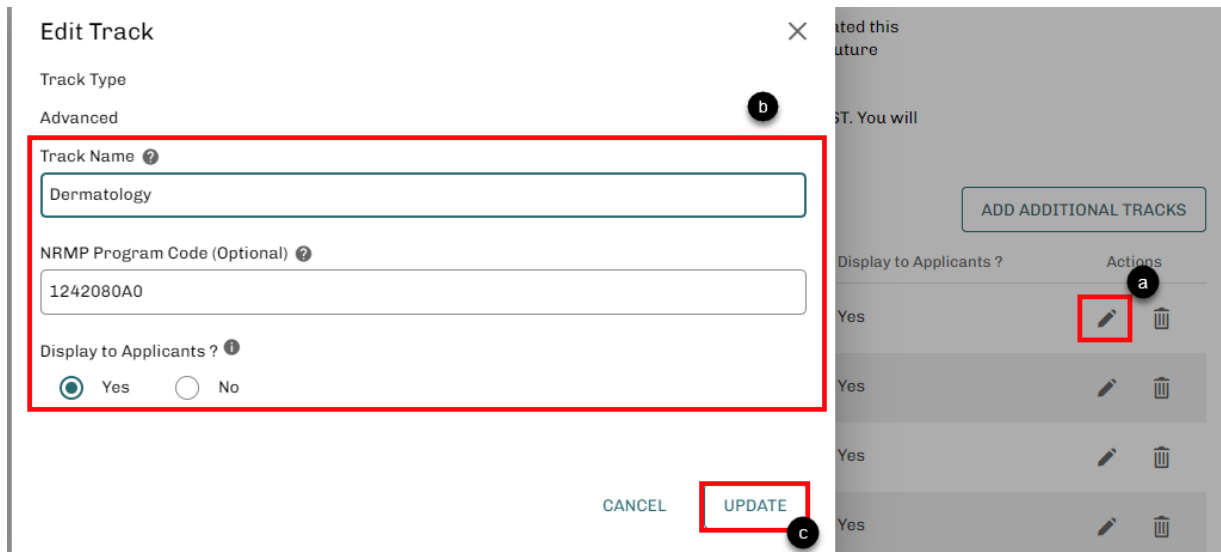 Edit Track
Track Type
Advanced
b
Track Name ?
Dermatology
NRMP Program Code (Optional) ?
1242080A0
Display to Applicants ? i
Yes No
CANCEL UPDATE
c
ated this
uture
ST. You will
ADD ADDITIONAL TRACKS
Display to Applicants ? Actions
a
Yes
Yes
Yes
Yes